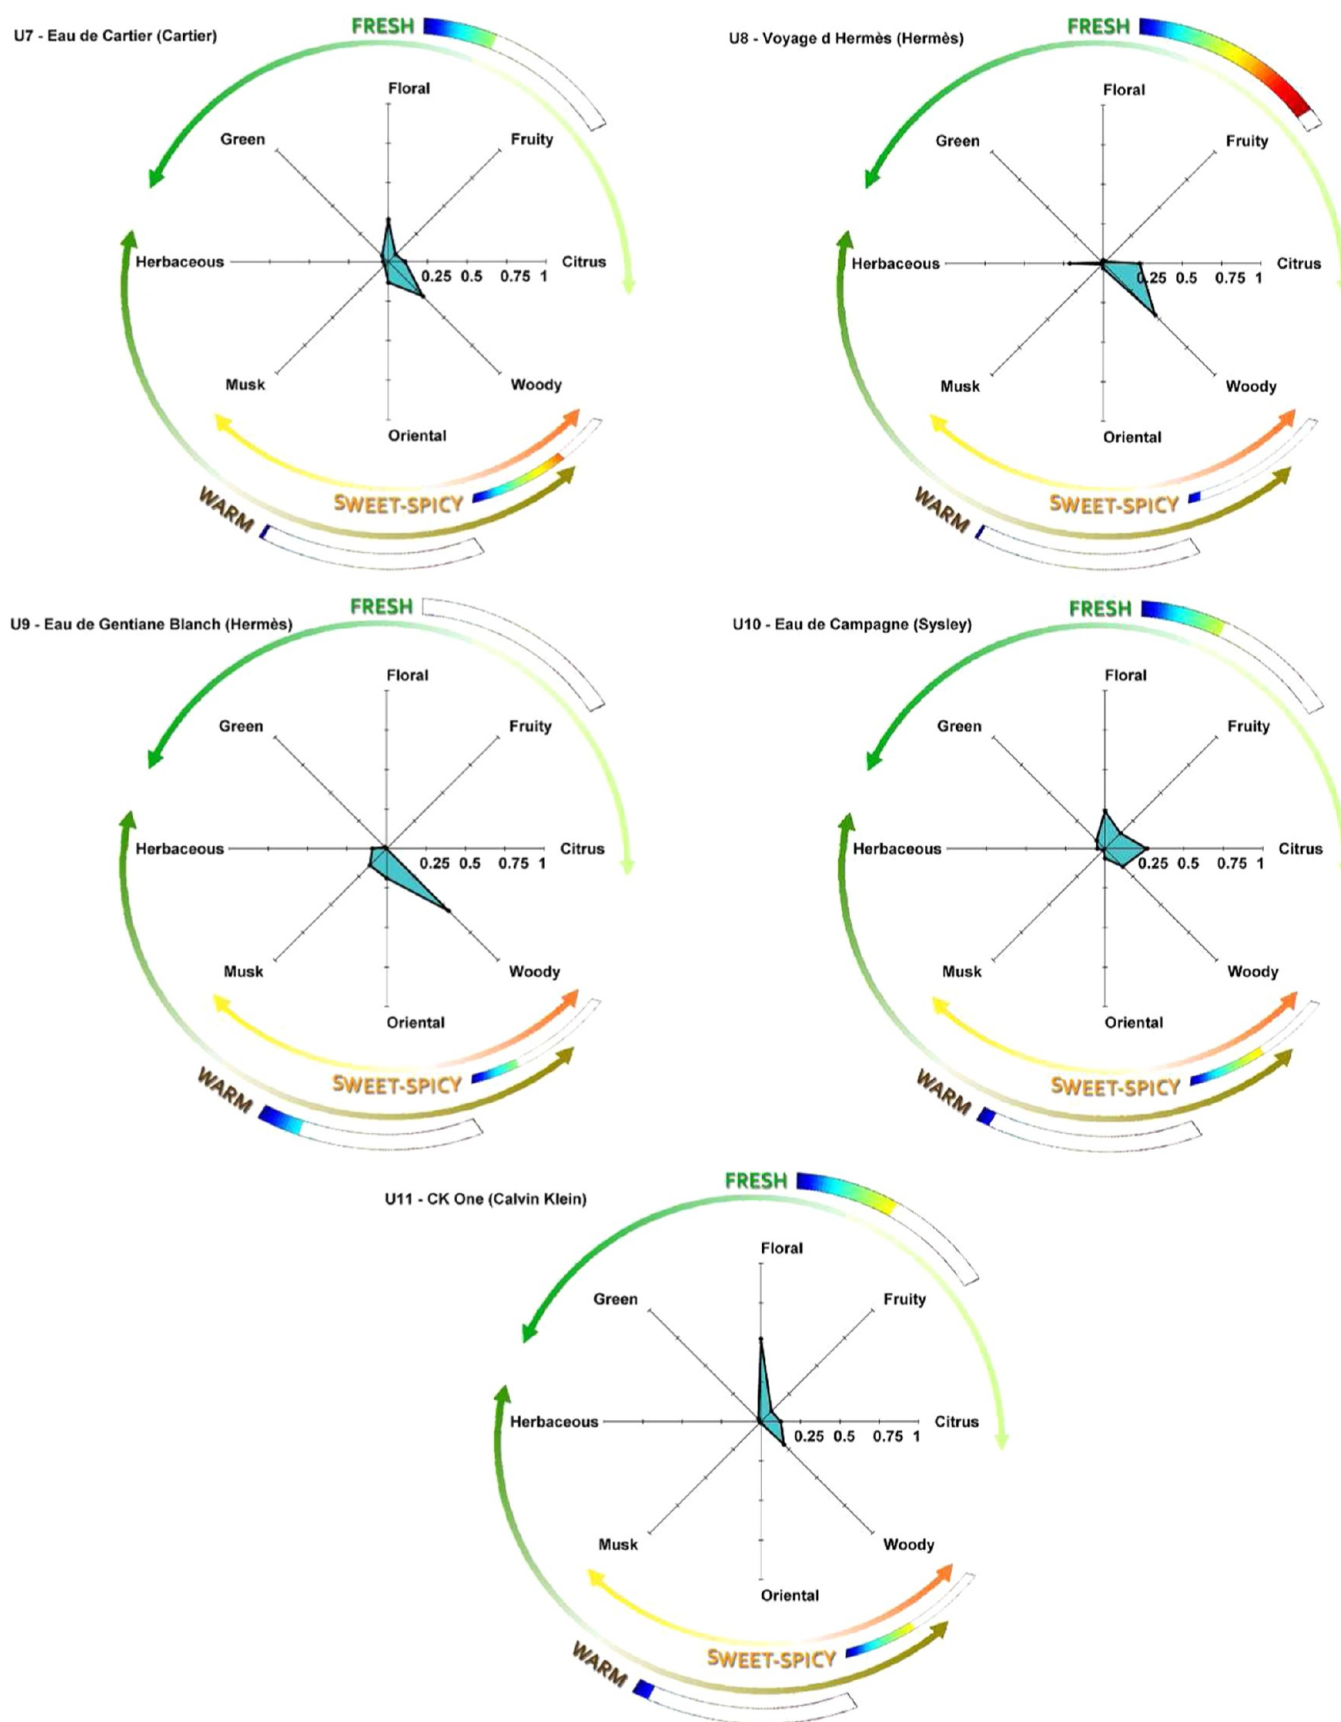 U7 - Eau de Cartier (Cartier)
FRESH
Floral
Green
Fruity
Herbaceous
0.25 0.5 0.75 1
Citrus
Musk
Woody
Oriental
SWEET-SPICY
WARM
U8 - Voyage d Hermès (Hermès)
FRESH
Floral
Green
Fruity
Herbaceous
0.25 0.5 0.75 1
Citrus
Musk
Woody
Oriental
SWEET-SPICY
WARM
U9 - Eau de Gentiane Blanch (Hermès)
FRESH
Floral
Green
Fruity
Herbaceous
0.25 0.5 0.75 1
Citrus
Musk
Woody
Oriental
SWEET-SPICY
WARM
U10 - Eau de Campagne (Sysley)
FRESH
Floral
Green
Fruity
Herbaceous
0.25 0.5 0.75 1
Citrus
Musk
Woody
Oriental
SWEET-SPICY
WARM
U11 - CK One (Calvin Klein)
FRESH
Floral
Green
Fruity
Herbaceous
0.25 0.5 0.75 1
Citrus
Musk
Woody
Oriental
SWEET-SPICY
WARM